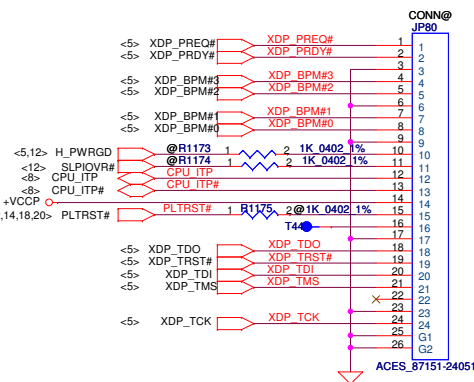 CONN@
JP80
<5> XDP_PREQ# XDP_PREQ# 1 1
<5> XDP_PRDY# XDP_PRDY# 2 2
3 3
<5> XDP_BPM#3 XDP_BPM#3 4 4
<5> XDP_BPM#2 XDP_BPM#2 5 5
6 6
<5> XDP_BPM#1 XDP_BPM#1 7 7
<5> XDP_BPM#0 XDP_BPM#0 8 8
9 9
<5,12> H_PWRGD @R1173 1 2 1K_0402_1% 10 10
<12> SLPIOVR# @R1174 1 2 1K_0402_1% 11 11
<8> CPU_ITP CPU_ITP 12 12
<8> CPU_ITP# CPU_ITP# 13 13
+VCCP 14 14
,14,18,20> PLTRST# PLTRST# 1 R1175 2 @1K_0402_1% 15 15
T44 16 16
17 17
<5> XDP_TDO XDP_TDO 18 18
<5> XDP_TRST# XDP_TRST# 19 19
<5> XDP_TDI XDP_TDI 20 20
<5> XDP_TMS XDP_TMS 21 21
22 22
23 23
<5> XDP_TCK XDP_TCK 24 24
25 G1
26 G2
ACES_87151-24051